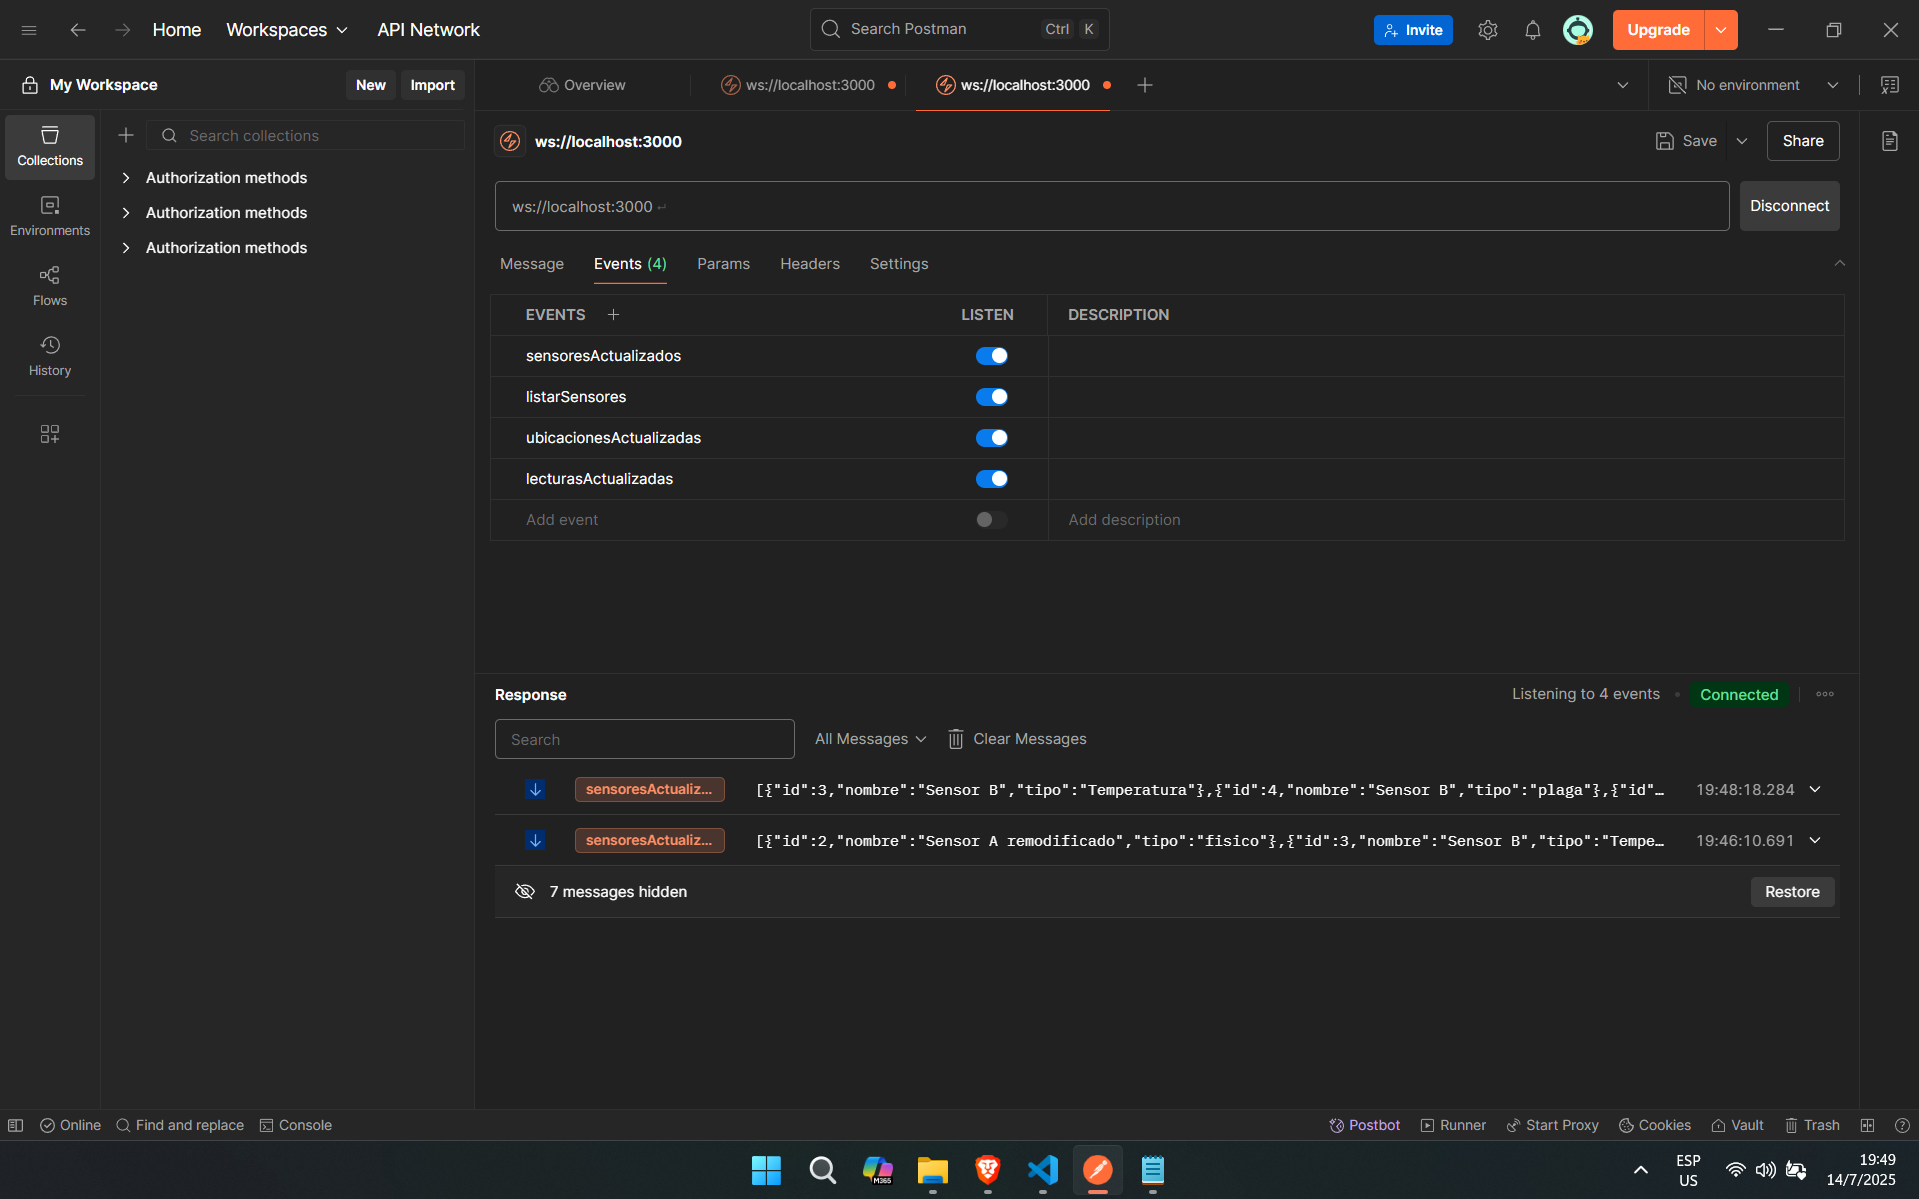 Home Workspaces API Network Search Postman Ctrl K Invite Upgrade
My Workspace New Import Overview ws://localhost:3000 ws://localhost:3000 No environment
Collections
Environments
Flows
History
Search collections
Authorization methods
Authorization methods
Authorization methods
ws://localhost:3000 Save Share
ws://localhost:3000 Disconnect
Message Events (4) Params Headers Settings
EVENTS LISTEN DESCRIPTION
sensoresActualizados
listarSensores
ubicacionesActualizadas
lecturasActualizadas
Add event Add description
Response Listening to 4 events Connected
Search All Messages Clear Messages
sensoresActualiz... [{"id":3,"nombre":"Sensor B","tipo":"Temperatura"},{"id":4,"nombre":"Sensor B","tipo":"plaga"},{"id"… 19:48:18.284
sensoresActualiz... [{"id":2,"nombre":"Sensor A remodificado","tipo":"fisico"},{"id":3,"nombre":"Sensor B","tipo":"Tempe… 19:46:10.691
7 messages hidden Restore
Online Find and replace Console Postbot Runner Start Proxy Cookies Vault Trash
M365
ESP
US
19:49
14/7/2025